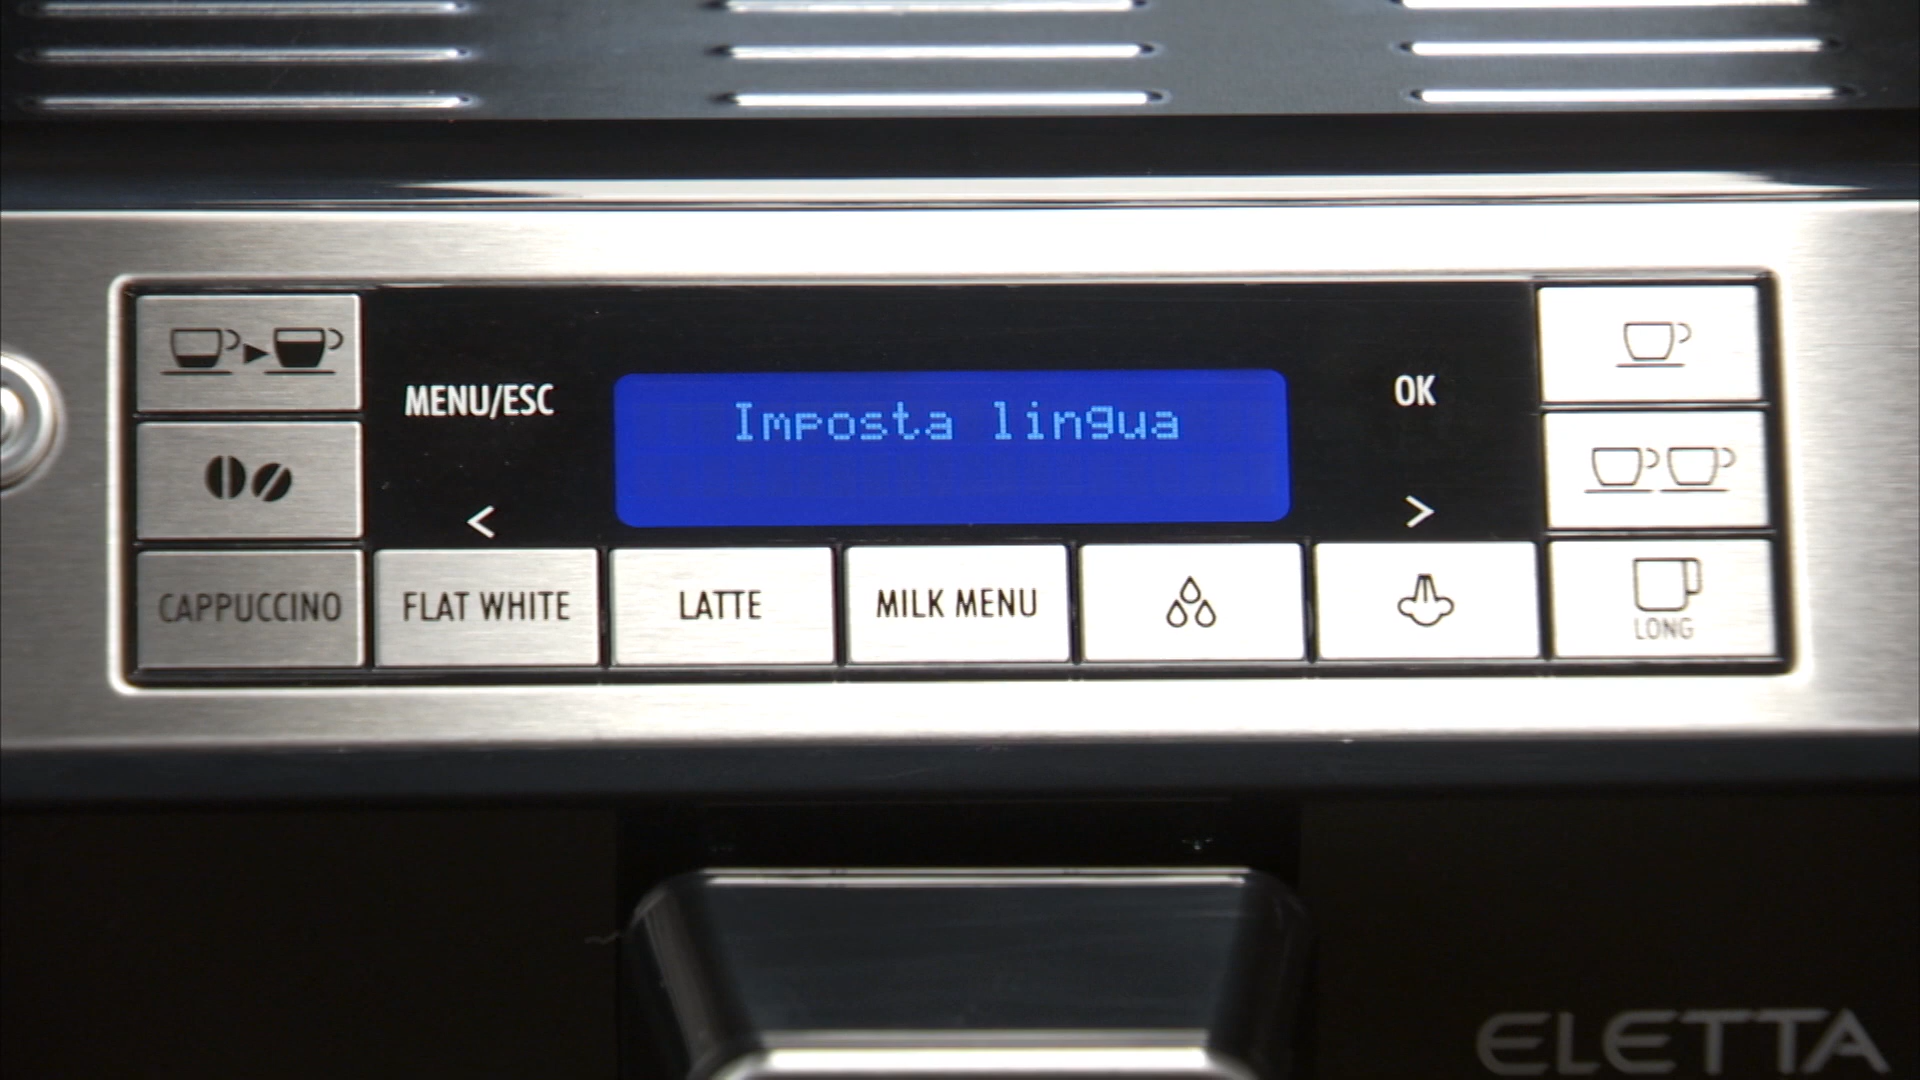 MENU/ESC
Imposta lingua
OK
<
>
CAPPUCCINO
FLAT WHITE
LATTE
MILK MENU
LONG
ELETTA